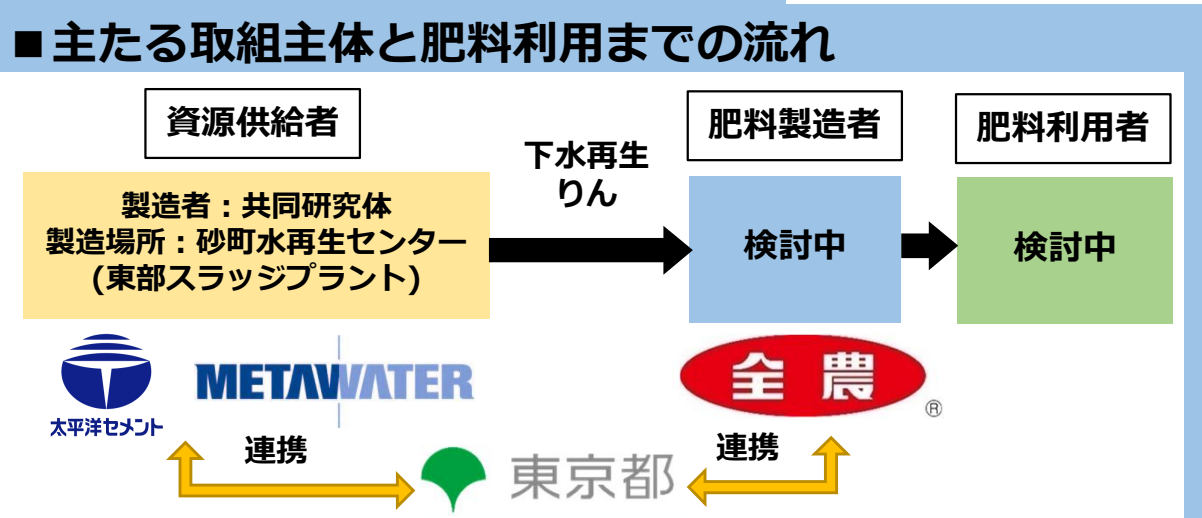 ■主たる取組主体と肥料利用までの流れ
資源供給者
肥料製造者
肥料利用者
下水再生
りん
製造者：共同研究体
製造場所：砂町水再生センター
(東部スラッジプラント)
検討中
検討中
太平洋セメント
METAWATER
全農
®
連携
連携
東京都